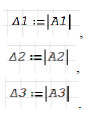 Δ1 := |A1| ,
Δ2 := |A2| ,
Δ3 := |A3| .